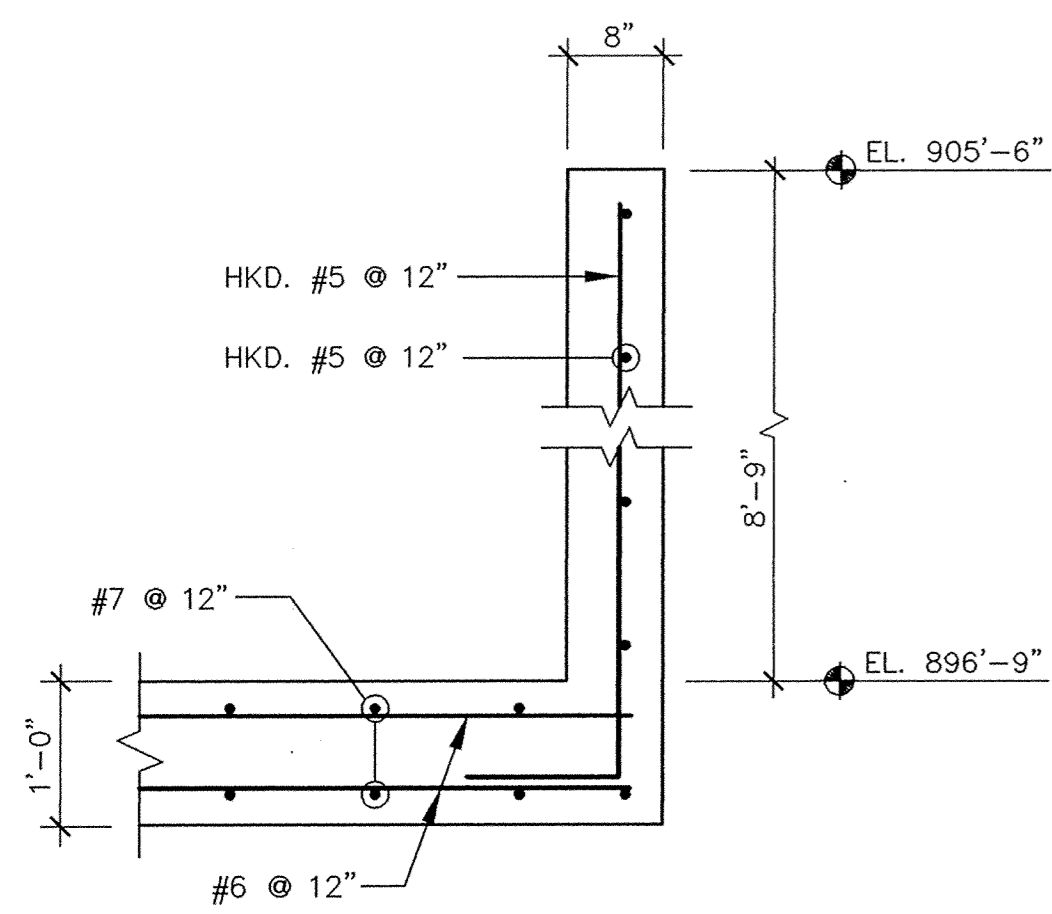 8"
EL. 905'-6"
HKD. #5 @ 12"
HKD. #5 @ 12"
8'-9"
#7 @ 12"
EL. 896'-9"
1'-0"
#6 @ 12"